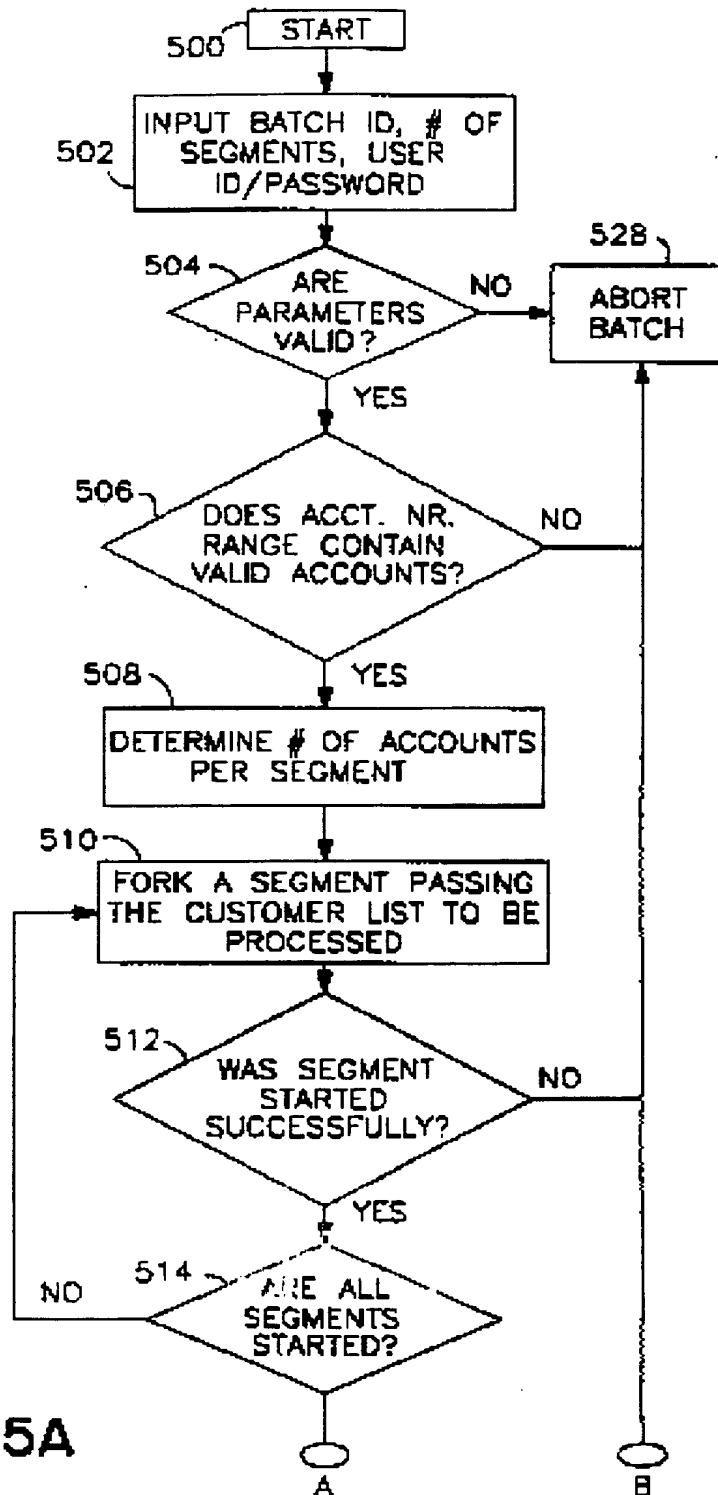 START
500
INPUT BATCH ID, # OF
SEGMENTS, USER
ID/PASSWORD
502
528
504
ARE
PARAMETERS
VALID?
NO
ABORT
BATCH
YES
506
DOES ACCT. NR.
RANGE CONTAIN
VALID ACCOUNTS?
NO
YES
508
DETERMINE # OF ACCOUNTS
PER SEGMENT
510
FORK A SEGMENT PASSING
THE CUSTOMER LIST TO BE
PROCESSED
512
WAS SEGMENT
STARTED
SUCCESSFULLY?
NO
YES
514
NO
ARE ALL
SEGMENTS
STARTED?
5A
A
B